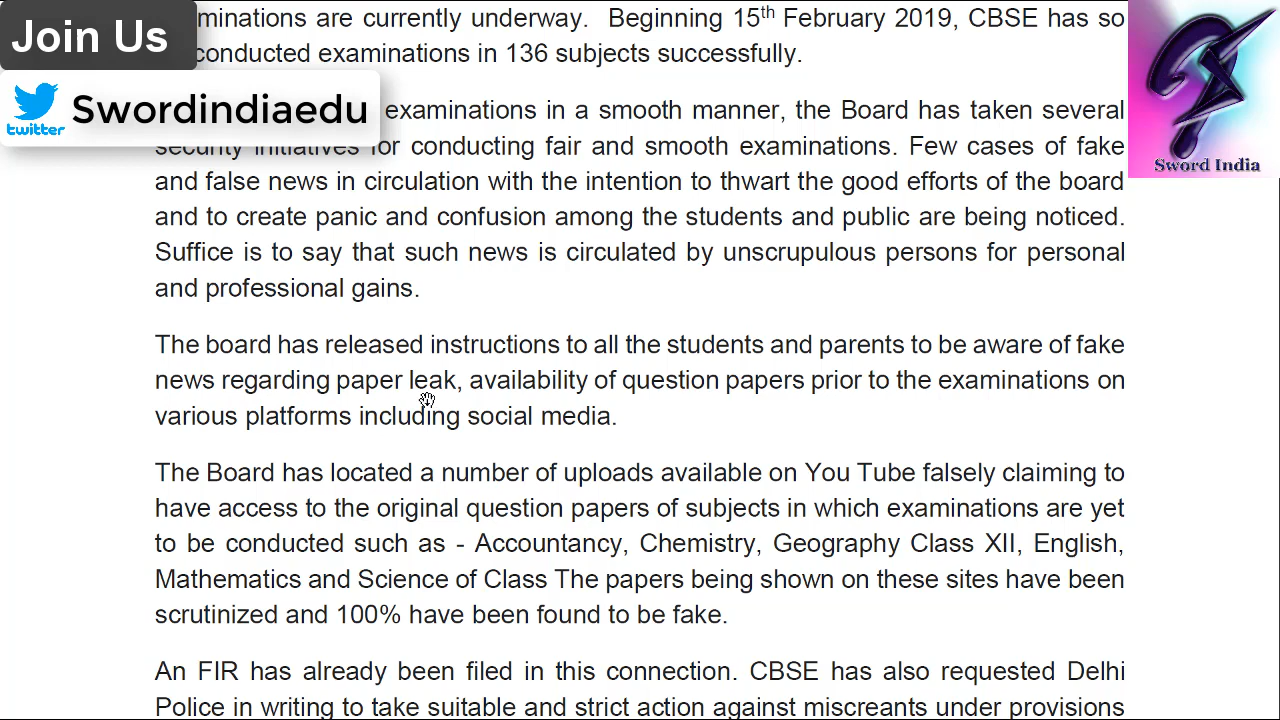 Join Us
twitter
Swordindiaedu
Sword India
minations are currently underway. Beginning 15th February 2019, CBSE has so
conducted examinations in 136 subjects successfully.
examinations in a smooth manner, the Board has taken several
security initiatives for conducting fair and smooth examinations. Few cases of fake
and false news in circulation with the intention to thwart the good efforts of the board
and to create panic and confusion among the students and public are being noticed.
Suffice is to say that such news is circulated by unscrupulous persons for personal
and professional gains.
The board has released instructions to all the students and parents to be aware of fake
news regarding paper leak, availability of question papers prior to the examinations on
various platforms including social media.
The Board has located a number of uploads available on You Tube falsely claiming to
have access to the original question papers of subjects in which examinations are yet
to be conducted such as - Accountancy, Chemistry, Geography Class XII, English,
Mathematics and Science of Class The papers being shown on these sites have been
scrutinized and 100% have been found to be fake.
An FIR has already been filed in this connection. CBSE has also requested Delhi
Police in writing to take suitable and strict action against miscreants under provisions